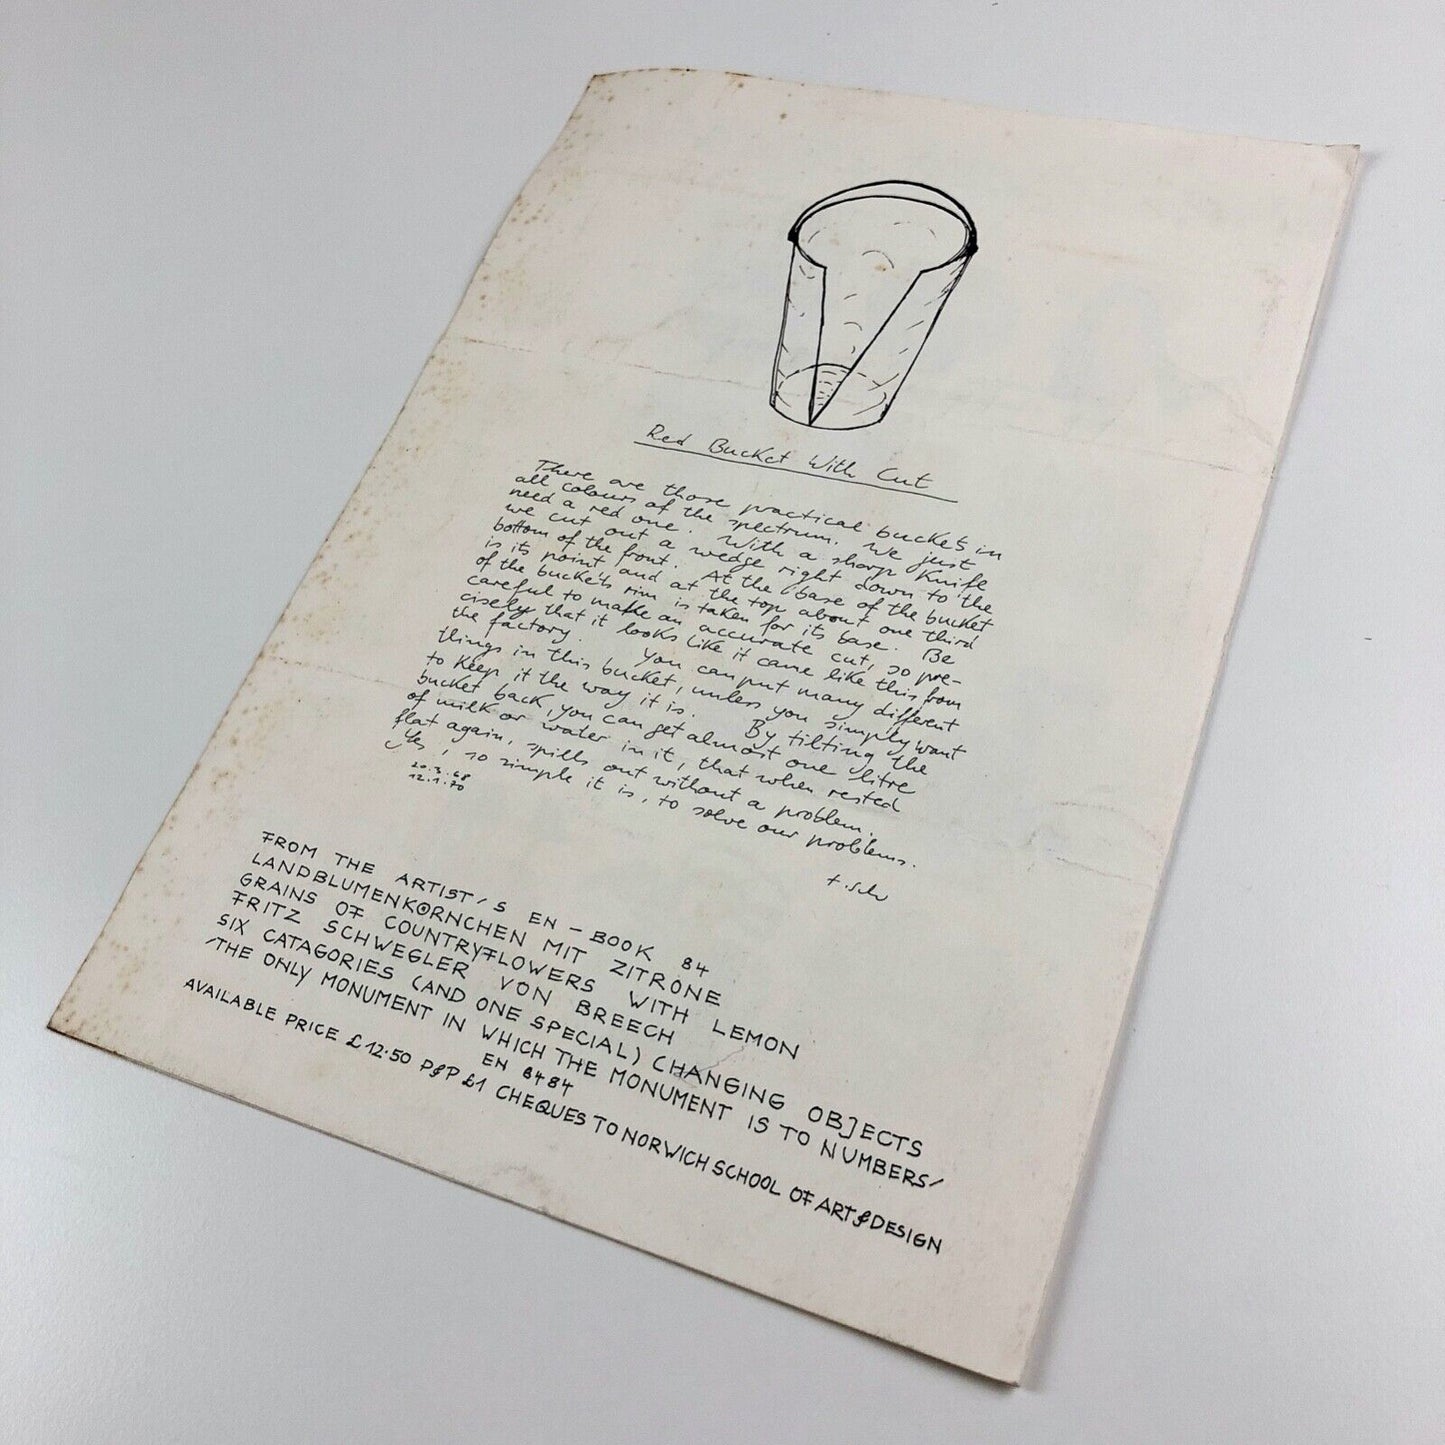 Red Bucket With Cut
There are those practical buckets in
all colours of the spectrum. We just
need a red one. With a sharp knife
we cut out a wedge right down to the
bottom of the front. At the base of the bucket
is its point and at the top about one third
of the bucket's rim is taken for its base. Be
careful to make an accurate cut, so pre-
cisely that it looks like it came like this from
the factory. You can put many different
things in this bucket, unless you simply want
to keep it the way it is. By tilting the
bucket back, you can get almost one litre
of milk or water in it, that when rested
flat again, spills out without a problem.
Yes, so simple it is, to solve our problems.
20.3.68
12.1.70
FROM THE ARTIST/S EN - BOOK 84
LANDBLUMENKØRNCHEN MIT ZITRONE
GRAINS OF COUNTRYFLOWERS WITH LEMON
FRITZ SCHWEGLER VON BREECH
SIX CATAGORIES (AND ONE SPECIAL) CHANGING OBJECTS
/THE ONLY MONUMENT IN WHICH THE MONUMENT IS TO NUMBERS/
EN 8484
AVAILABLE PRICE £12.50 P&P £1 CHEQUES TO NORWICH SCHOOL OF ART & DESIGN